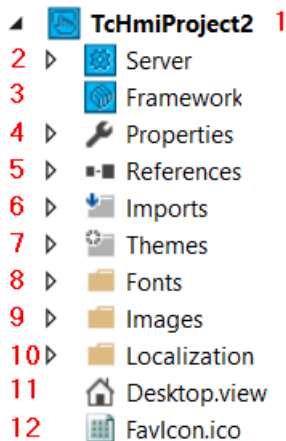 TcHmiProject2 1
2 Server
3 Framework
4 Properties
5 References
6 Imports
7 Themes
8 Fonts
9 Images
10 Localization
11 Desktop.view
12 FavIcon.ico